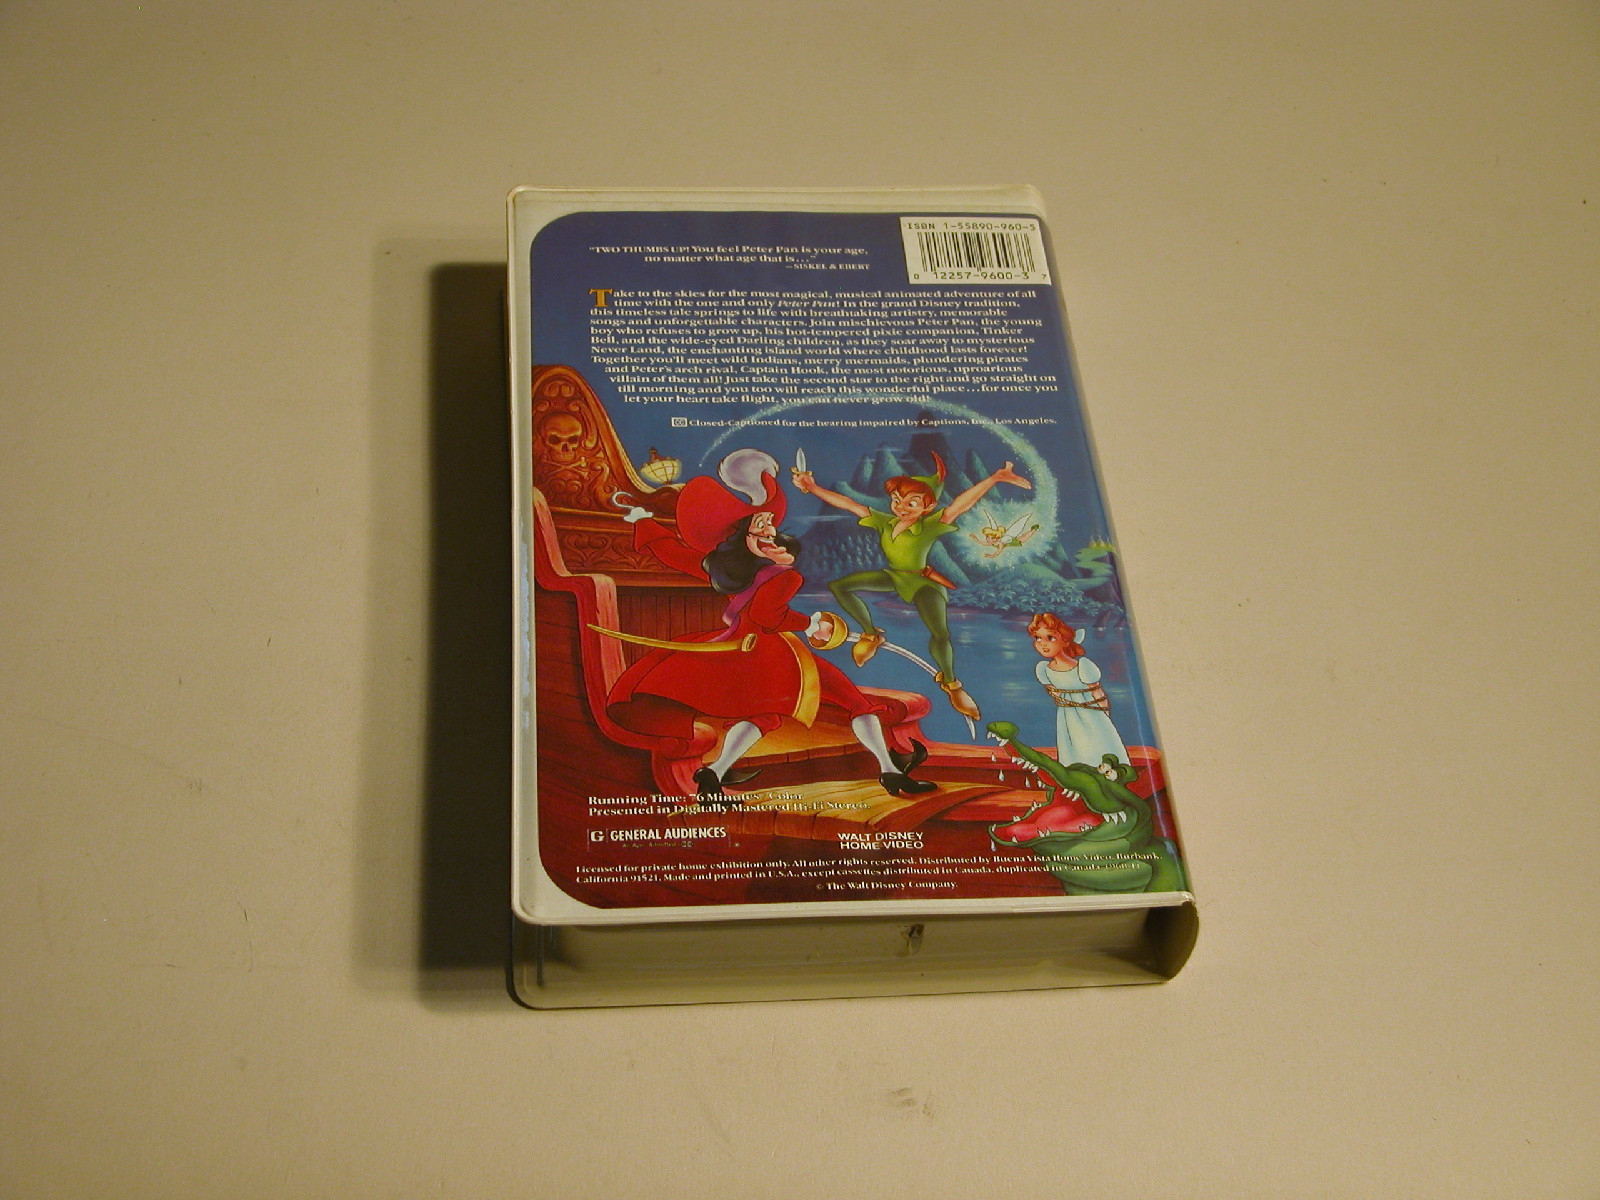 "TWO THUMBS UP! You feel Peter Pan is your age,
no matter what age that is..."
—SISKEL & EBERT
ISBN 1-55890-960-5
0 12257-9600-3 7
Take to the skies for the most magical, musical animated adventure of all
time with the one and only Peter Pan! In the grand Disney tradition,
this timeless tale springs to life with breathtaking artistry, memorable
songs and unforgettable characters. Join mischievous Peter Pan, the young
boy who refuses to grow up, his hot-tempered pixie companion, Tinker
Bell, and the wide-eyed Darling children, as they soar away to mysterious
Never Land, the enchanting island world where childhood lasts forever!
Together you'll meet wild Indians, merry mermaids, plundering pirates
and Peter's arch rival, Captain Hook, the most notorious, uproarious
villain of them all! Just take the second star to the right and go straight on
till morning and you too will reach this wonderful place...for once you
let your heart take flight, you can never grow old!
CC Closed-Captioned for the hearing impaired by Captions, Inc., Los Angeles.
Running Time: 76 Minutes/Color
Presented in Digitally Mastered Hi-Fi Stereo.
G GENERAL AUDIENCES
WALT DISNEY
HOME VIDEO
Licensed for private home exhibition only. All other rights reserved. Distributed by Buena Vista Home Video, Burbank,
California 91521. Made and printed in U.S.A., except cassettes distributed in Canada, duplicated in Canada.
© The Walt Disney Company.